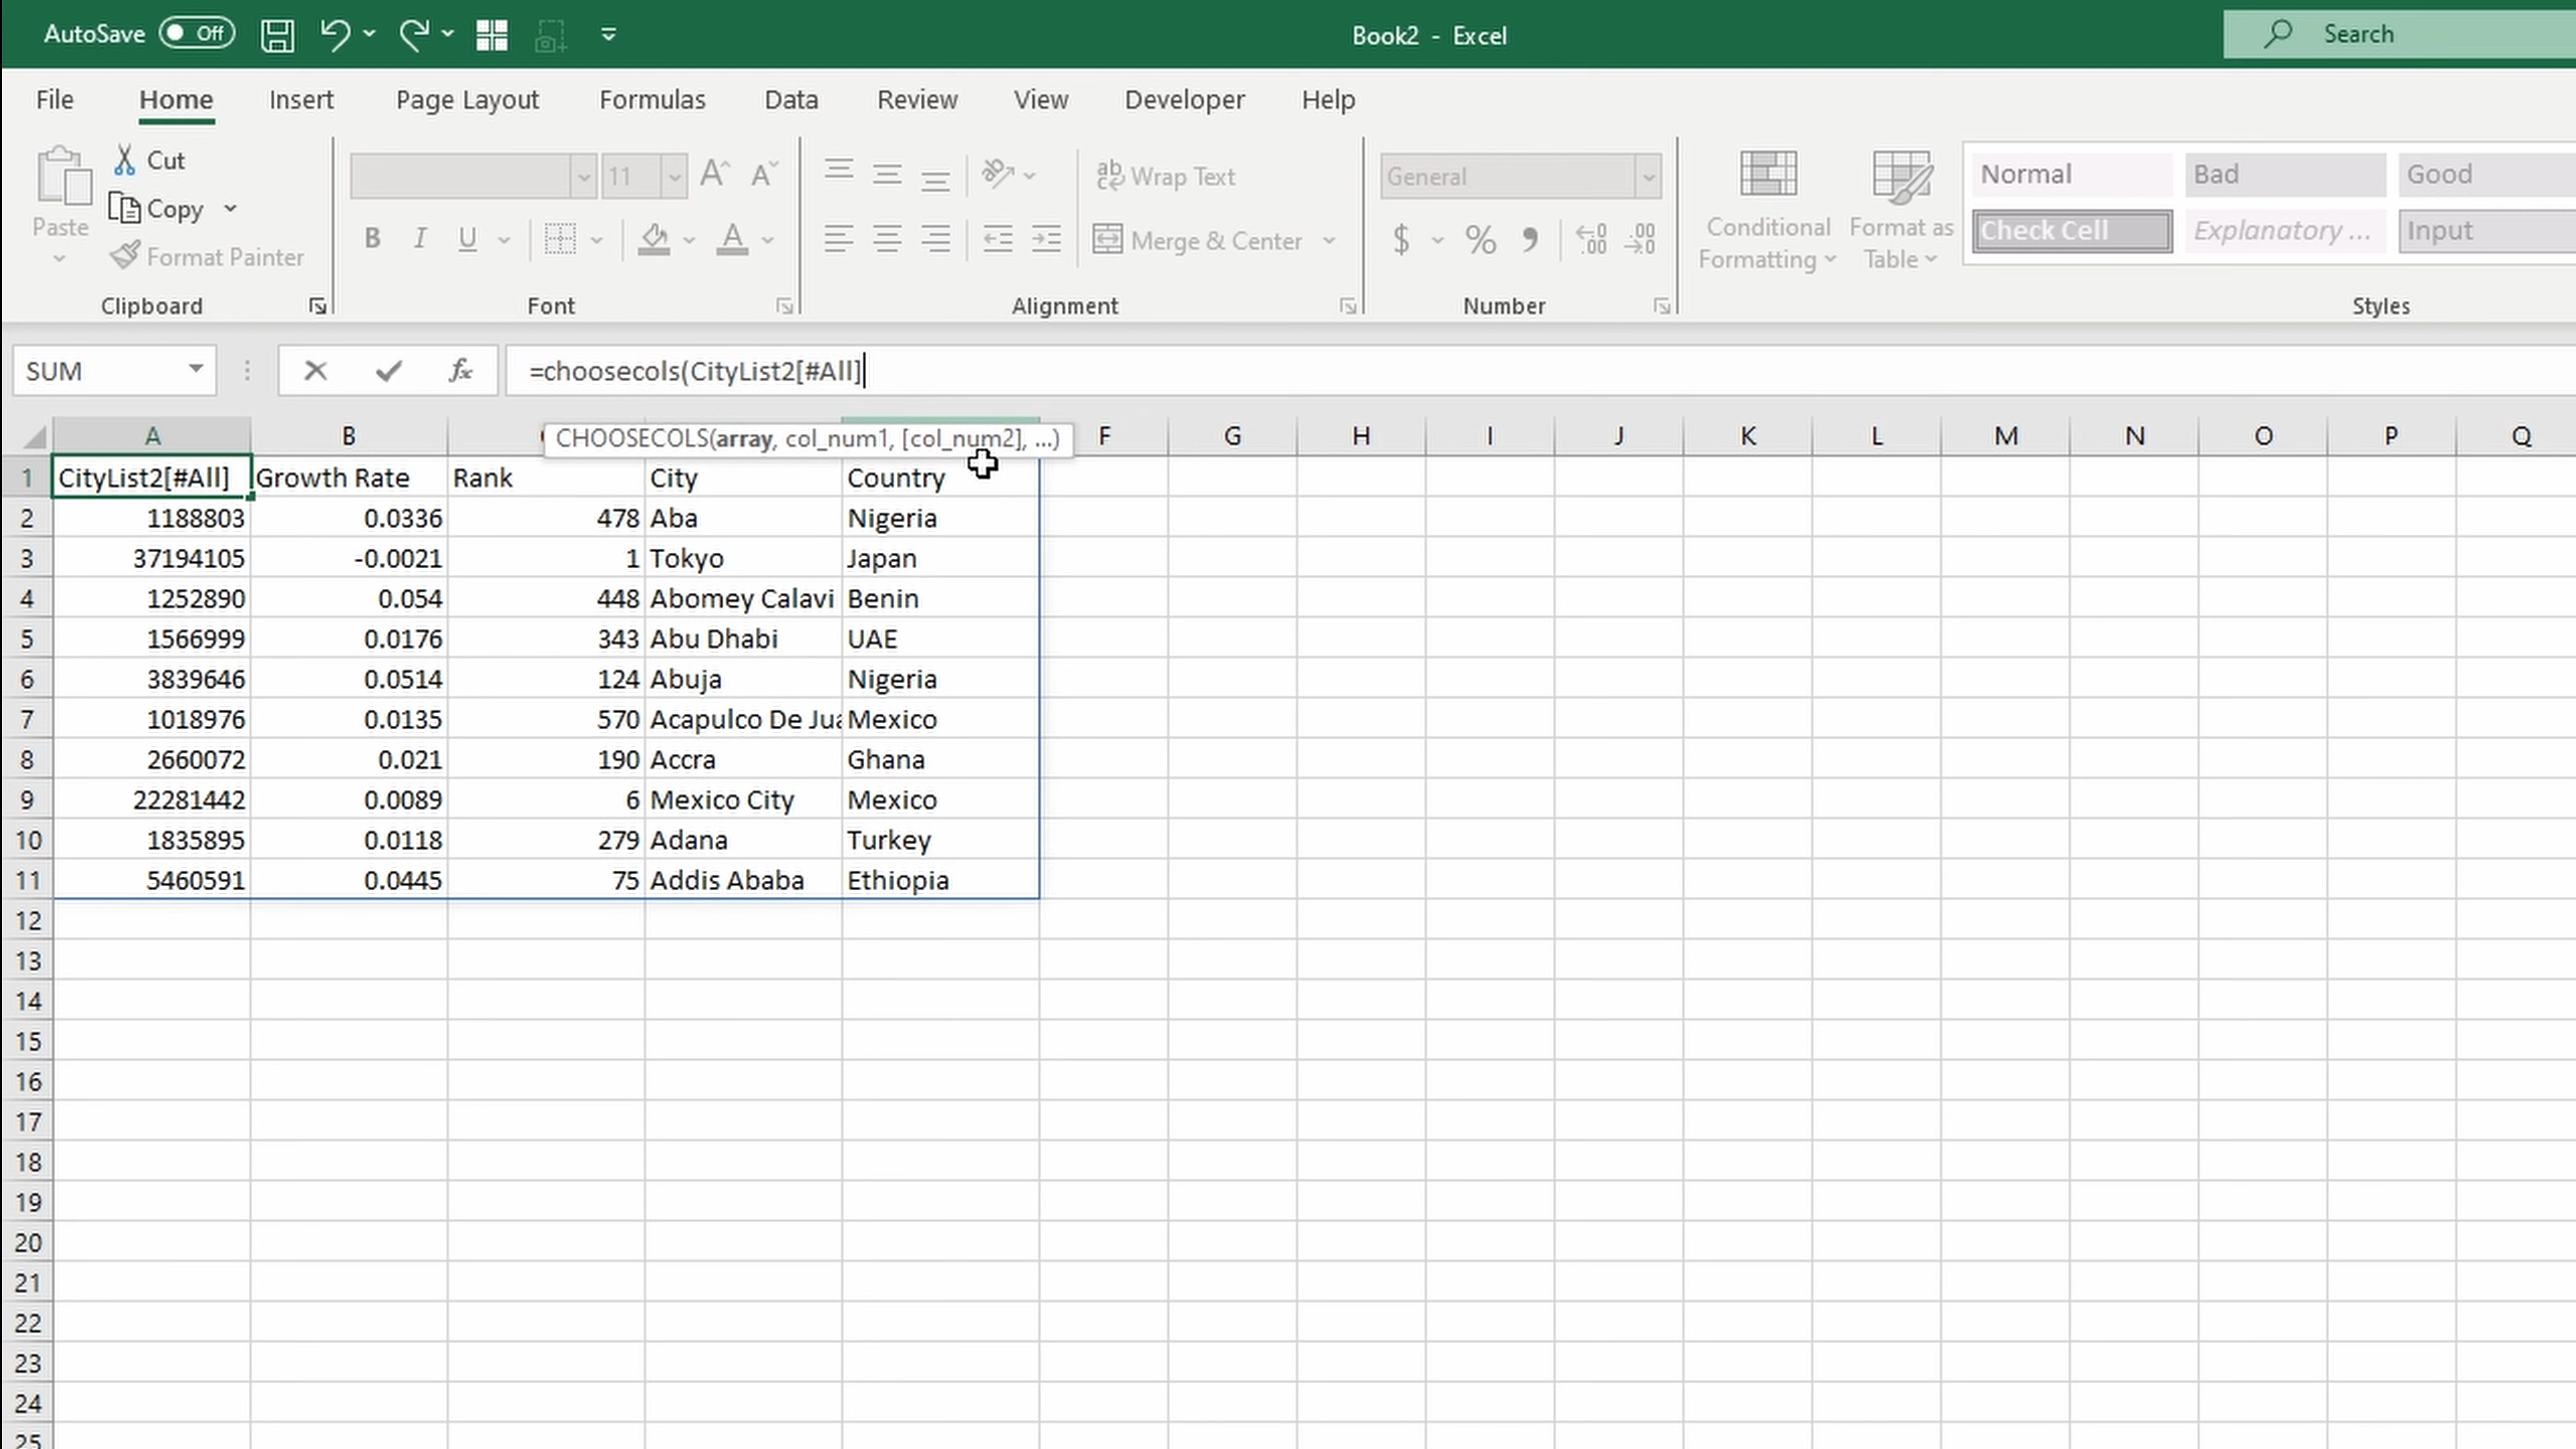 AutoSave Off
Book2 - Excel
Search
File Home Insert Page Layout Formulas Data Review View Developer Help
Paste
Cut
Copy
Format Painter
Clipboard
11
B I U
Font
Wrap Text
Merge & Center
Alignment
General
$ %
Number
Conditional Formatting
Format as Table
Normal Bad Good
Check Cell Explanatory ... Input
Styles
SUM
fx
=choosecols(CityList2[#All]
CHOOSECOLS(array, col_num1, [col_num2], ...)
A B F G H I J K L M N O P Q
1 CityList2[#All] Growth Rate Rank City Country
2 1188803 0.0336 478 Aba Nigeria
3 37194105 -0.0021 1 Tokyo Japan
4 1252890 0.054 448 Abomey Calavi Benin
5 1566999 0.0176 343 Abu Dhabi UAE
6 3839646 0.0514 124 Abuja Nigeria
7 1018976 0.0135 570 Acapulco De Jua Mexico
8 2660072 0.021 190 Accra Ghana
9 22281442 0.0089 6 Mexico City Mexico
10 1835895 0.0118 279 Adana Turkey
11 5460591 0.0445 75 Addis Ababa Ethiopia
12
13
14
15
16
17
18
19
20
21
22
23
24
25